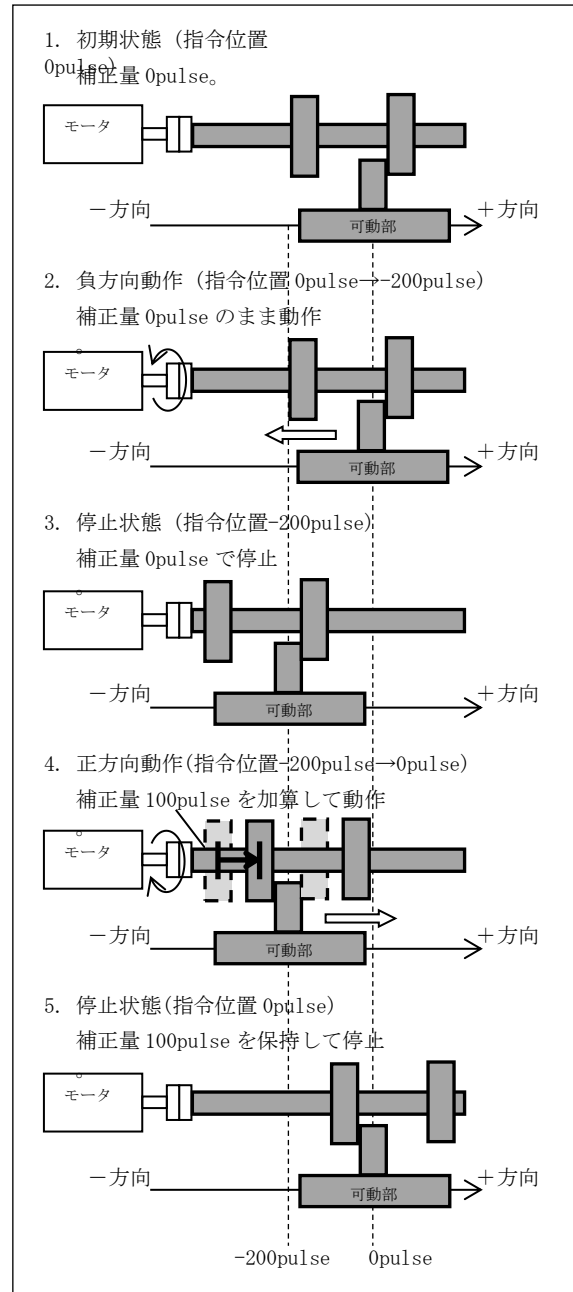 1. 初期状態（指令位置
0pulse）
補正量 0pulse。
モータ
－方向
＋方向
可動部
2. 負方向動作（指令位置 0pulse→-200pulse）
補正量 0pulse のまま動作
。
モータ
－方向
＋方向
可動部
3. 停止状態（指令位置-200pulse）
補正量 0pulse で停止
。
モータ
－方向
＋方向
可動部
4. 正方向動作(指令位置-200pulse→0pulse)
補正量 100pulse を加算して動作
。
モータ
－方向
＋方向
可動部
5. 停止状態(指令位置 0pulse)
補正量 100pulse を保持して停止
。
モータ
－方向
＋方向
可動部
-200pulse
0pulse